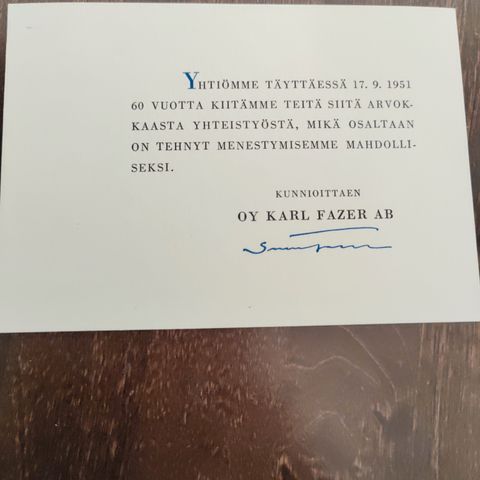 YHTIÖMME TÄYTTÄESSÄ 17. 9. 1951
60 VUOTTA KIITÄMME TEITÄ SIITÄ ARVOK-
KAASTA YHTEISTYÖSTÄ, MIKÄ OSALTAAN
ON TEHNYT MENESTYMISEMME MAHDOLLI-
SEKSI.
KUNNIOITTAEN
OY KARL FAZER AB